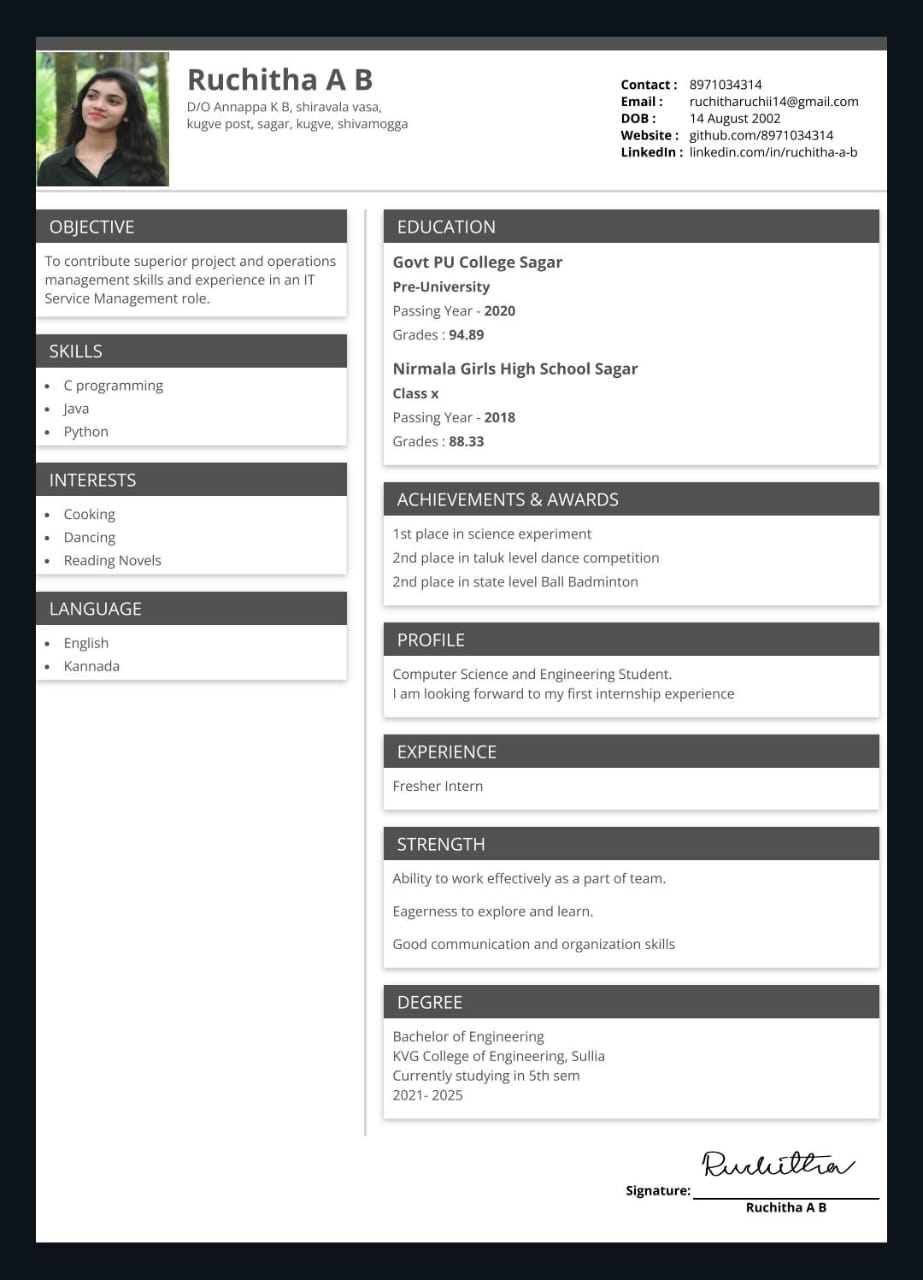 Ruchitha A B
D/O Annappa K B, shiravala vasa,
kugve post, sagar, kugve, shivamogga
Contact : 8971034314
Email : ruchitharuchii14@gmail.com
DOB : 14 August 2002
Website : github.com/8971034314
LinkedIn : linkedin.com/in/ruchitha-a-b
OBJECTIVE
To contribute superior project and operations
management skills and experience in an IT
Service Management role.
SKILLS
• C programming
• Java
• Python
INTERESTS
• Cooking
• Dancing
• Reading Novels
LANGUAGE
• English
• Kannada
EDUCATION
Govt PU College Sagar
Pre-University
Passing Year - 2020
Grades : 94.89
Nirmala Girls High School Sagar
Class x
Passing Year - 2018
Grades : 88.33
ACHIEVEMENTS & AWARDS
1st place in science experiment
2nd place in taluk level dance competition
2nd place in state level Ball Badminton
PROFILE
Computer Science and Engineering Student.
I am looking forward to my first internship experience
EXPERIENCE
Fresher Intern
STRENGTH
Ability to work effectively as a part of team.
Eagerness to explore and learn.
Good communication and organization skills
DEGREE
Bachelor of Engineering
KVG College of Engineering, Sullia
Currently studying in 5th sem
2021- 2025
Ruchittha
Signature:
Ruchitha A B